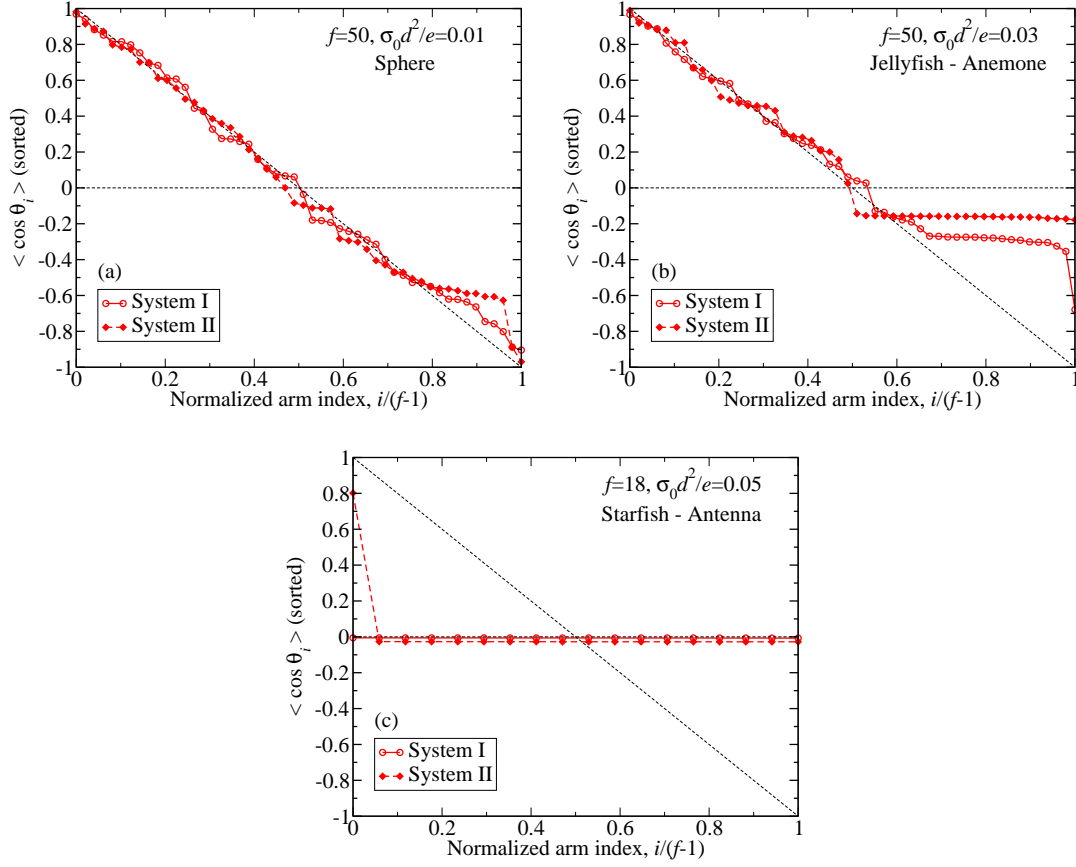 f=50, σ₀d²/e=0.01
Sphere
1
0.8
0.6
0.4
0.2
0
-0.2
-0.4
-0.6
-0.8
-1
< cos θᵢ > (sorted)
(a)
System I
System II
0 0.2 0.4 0.6 0.8 1
Normalized arm index, i/(f-1)
f=50, σ₀d²/e=0.03
Jellyfish - Anemone
1
0.8
0.6
0.4
0.2
0
-0.2
-0.4
-0.6
-0.8
-1
< cos θᵢ > (sorted)
(b)
System I
System II
0 0.2 0.4 0.6 0.8 1
Normalized arm index, i/(f-1)
f=18, σ₀d²/e=0.05
Starfish - Antenna
1
0.8
0.6
0.4
0.2
0
-0.2
-0.4
-0.6
-0.8
-1
< cos θᵢ > (sorted)
(c)
System I
System II
0 0.2 0.4 0.6 0.8 1
Normalized arm index, i/(f-1)